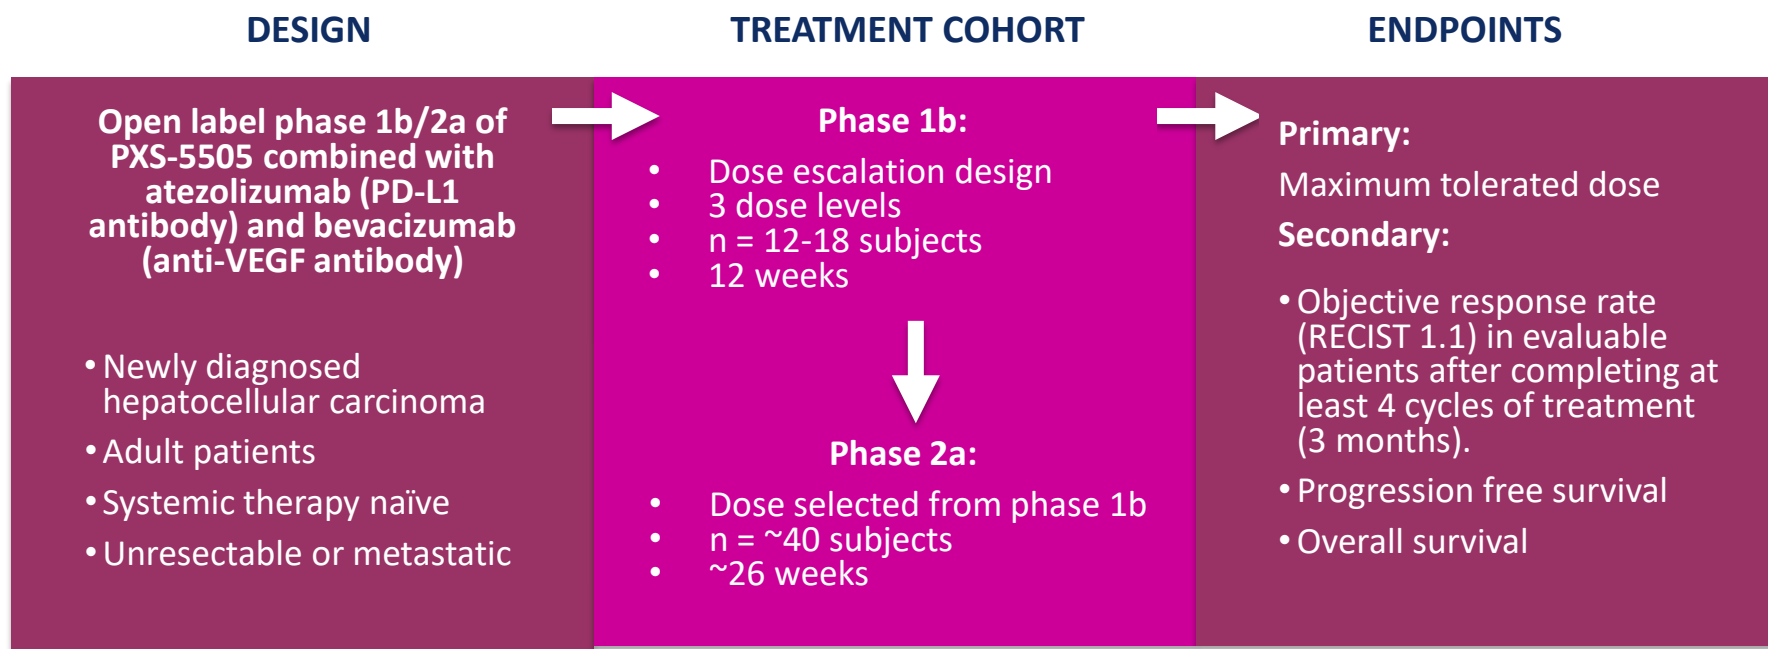 DESIGN
TREATMENT COHORT
ENDPOINTS
Open label phase 1b/2a of
PXS-5505 combined with
atezolizumab (PD-L1
antibody) and bevacizumab
(anti-VEGF antibody)
• Newly diagnosed
hepatocellular carcinoma
• Adult patients
• Systemic therapy naïve
• Unresectable or metastatic
Phase 1b:
• Dose escalation design
• 3 dose levels
• n = 12-18 subjects
• 12 weeks
Phase 2a:
• Dose selected from phase 1b
• n = ~40 subjects
• ~26 weeks
Primary:
Maximum tolerated dose
Secondary:
• Objective response rate
(RECIST 1.1) in evaluable
patients after completing at
least 4 cycles of treatment
(3 months).
• Progression free survival
• Overall survival